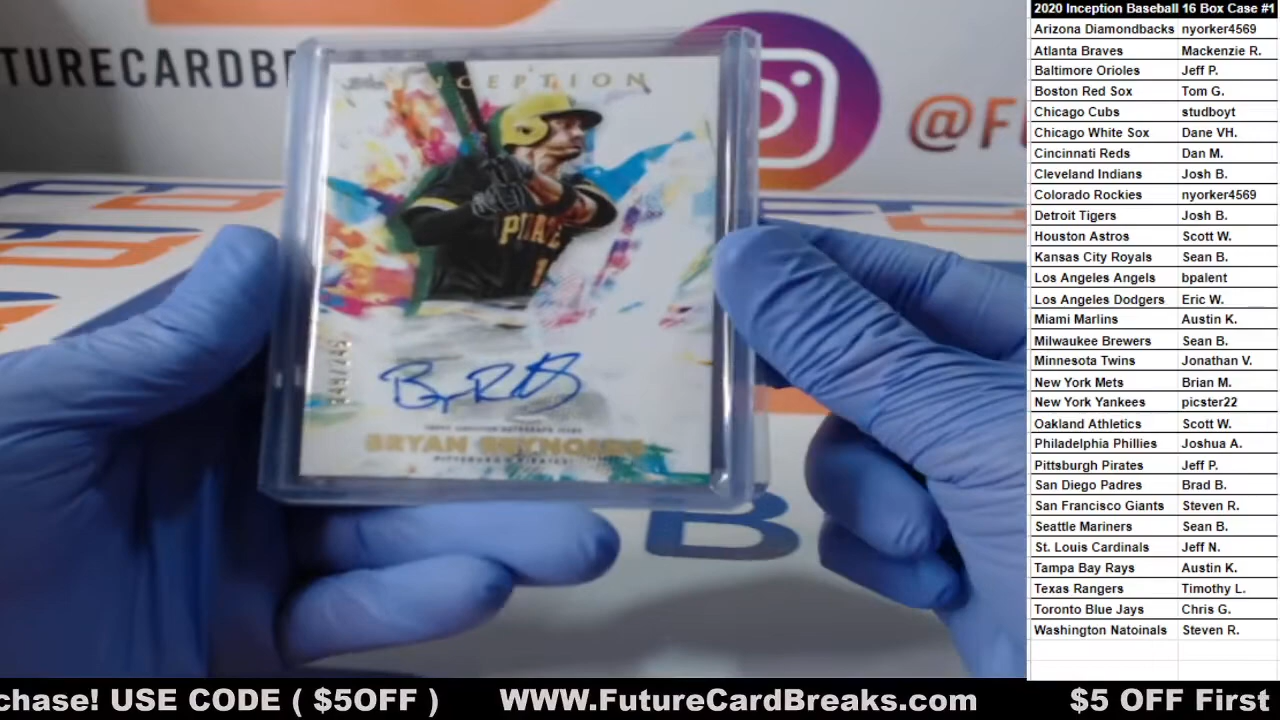 2020 Inception Baseball 16 Box Case #1
Arizona Diamondbacks nyorker4569
Atlanta Braves Mackenzie R.
Baltimore Orioles Jeff P.
Boston Red Sox Tom G.
Chicago Cubs studboyt
Chicago White Sox Dane VH.
Cincinnati Reds Dan M.
Cleveland Indians Josh B.
Colorado Rockies nyorker4569
Detroit Tigers Josh B.
Houston Astros Scott W.
Kansas City Royals Sean B.
Los Angeles Angels bpalent
Los Angeles Dodgers Eric W.
Miami Marlins Austin K.
Milwaukee Brewers Sean B.
Minnesota Twins Jonathan V.
New York Mets Brian M.
New York Yankees picster22
Oakland Athletics Scott W.
Philadelphia Phillies Joshua A.
Pittsburgh Pirates Jeff P.
San Diego Padres Brad B.
San Francisco Giants Steven R.
Seattle Mariners Sean B.
St. Louis Cardinals Jeff N.
Tampa Bay Rays Austin K.
Texas Rangers Timothy L.
Toronto Blue Jays Chris G.
Washington Natoinals Steven R.
TURECARDBR
@FU
INCEPTION
PIRATE
1
BRYAN REYNOLDS
PITTSBURGH PIRATES
B
chase! USE CODE ( $5OFF ) WWW.FutureCardBreaks.com $5 OFF First